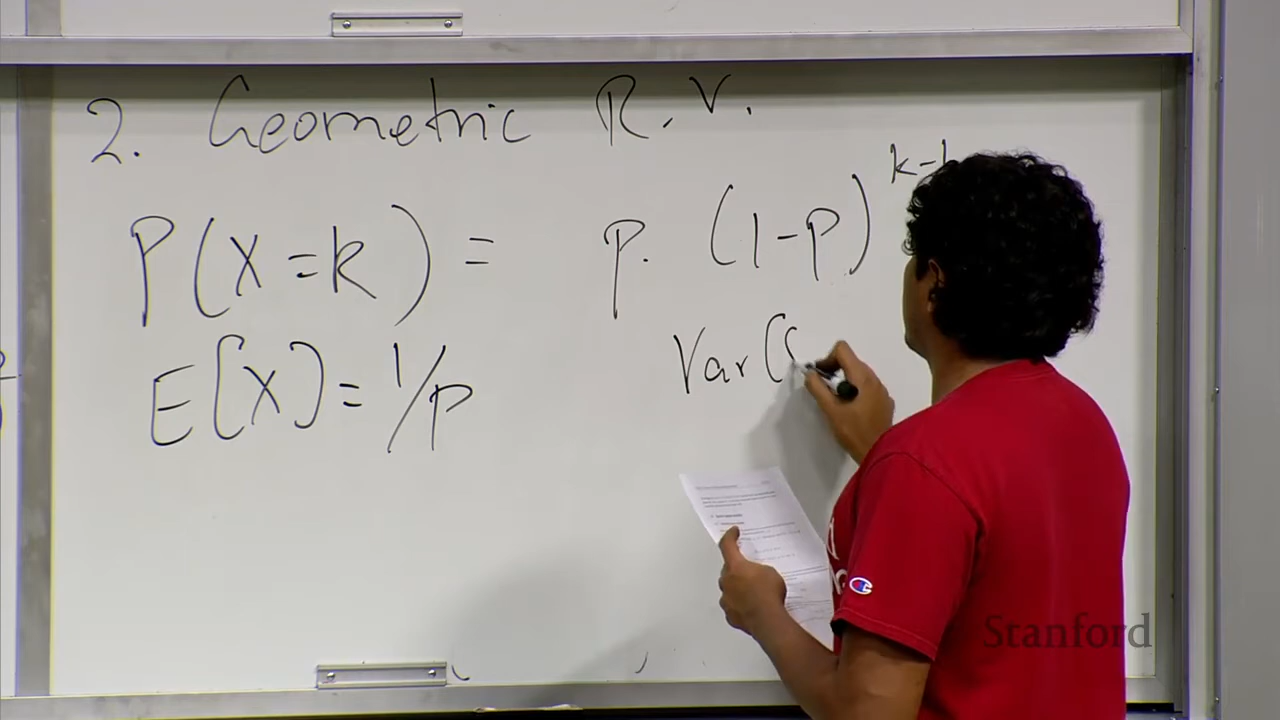 2. Geometric R.V.
P(X=k) = p. (1-p)^{k-1}
E[X] = 1/p
Var(
Stanford